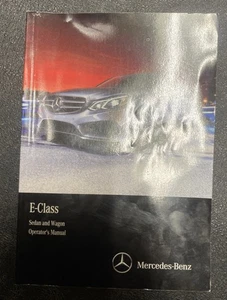 E-Class
Sedan and Wagon
Operator's Manual
Mercedes-Benz